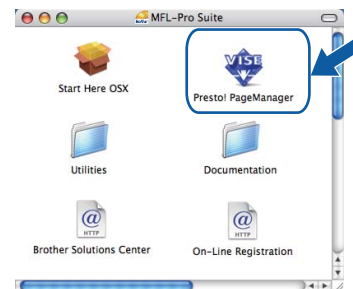 MFL-Pro Suite
VISE
Start Here OSX
Presto! PageManager
Utilities
Documentation
@
HTTP
@
HTTP
Brother Solutions Center
On-Line Registration